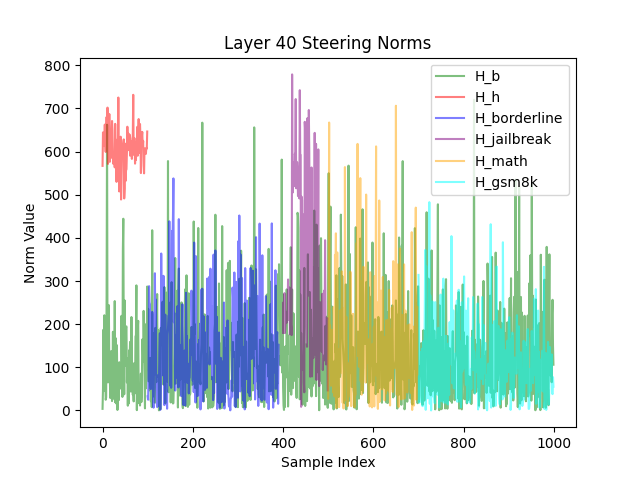 Layer 40 Steering Norms
Norm Value
800
700
600
500
400
300
200
100
0
H_b
H_h
H_borderline
H_jailbreak
H_math
H_gsm8k
0
200
400
600
800
1000
Sample Index